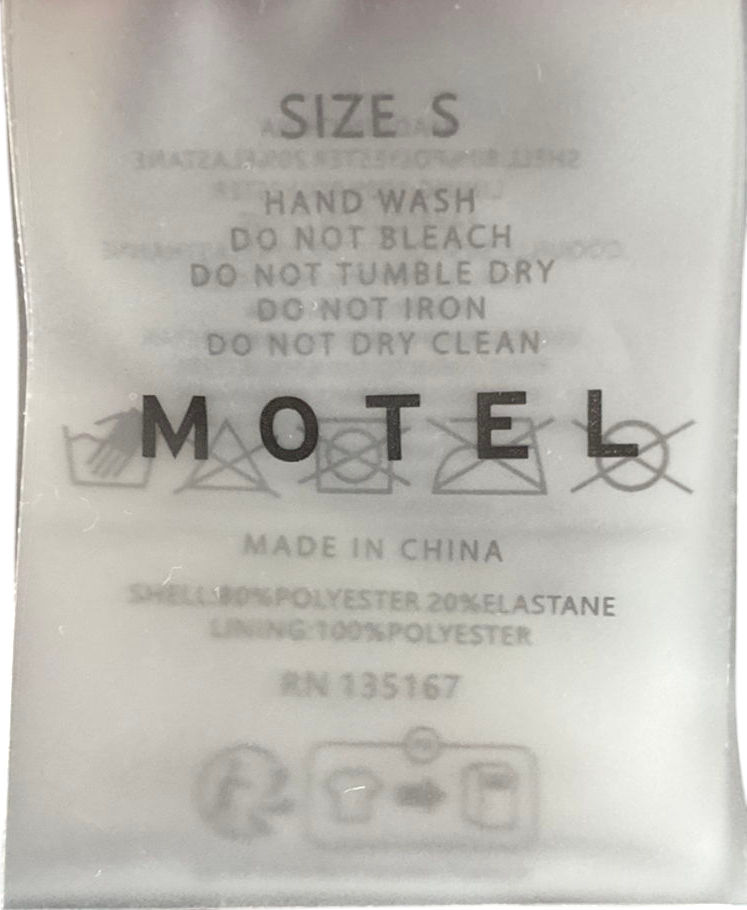 SIZE S
HAND WASH
DO NOT BLEACH
DO NOT TUMBLE DRY
DO NOT IRON
DO NOT DRY CLEAN
MOTEL
MADE IN CHINA
SHELL:80%POLYESTER 20%ELASTANE
LINING:100%POLYESTER
RN 135167